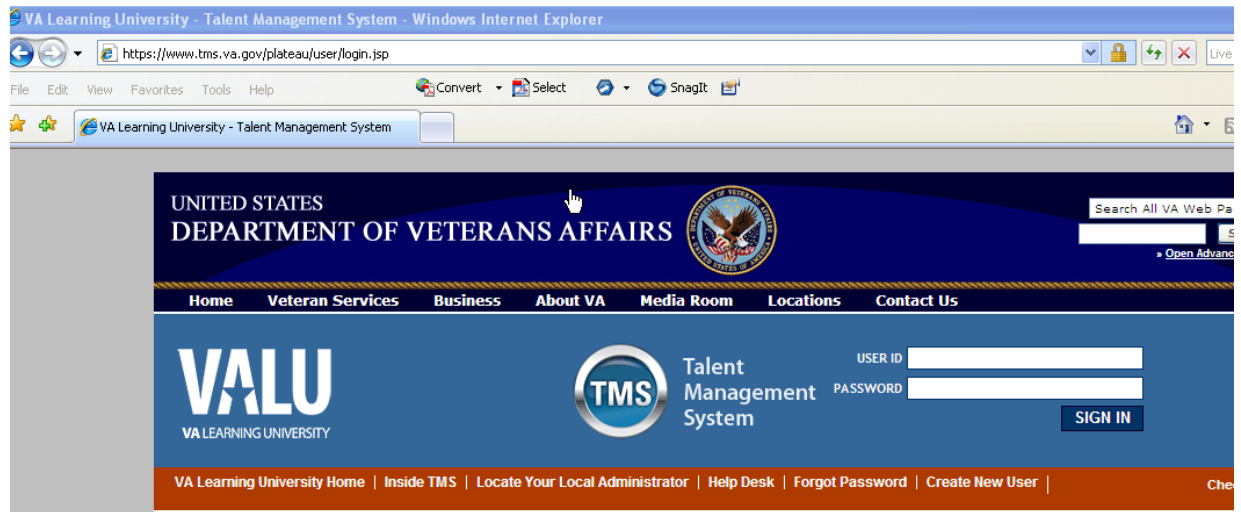 VA Learning University - Talent Management System - Windows Internet Explorer
https://www.tms.va.gov/plateau/user/login.jsp
Live
File Edit View Favorites Tools Help Convert Select SnagIt
VA Learning University - Talent Management System
UNITED STATES
DEPARTMENT OF VETERANS AFFAIRS
Search All VA Web Pa
S
» Open Advanc
Home Veteran Services Business About VA Media Room Locations Contact Us
VALU
VA LEARNING UNIVERSITY
TMS
Talent
Management
System
USER ID
PASSWORD
SIGN IN
VA Learning University Home | Inside TMS | Locate Your Local Administrator | Help Desk | Forgot Password | Create New User |
Che